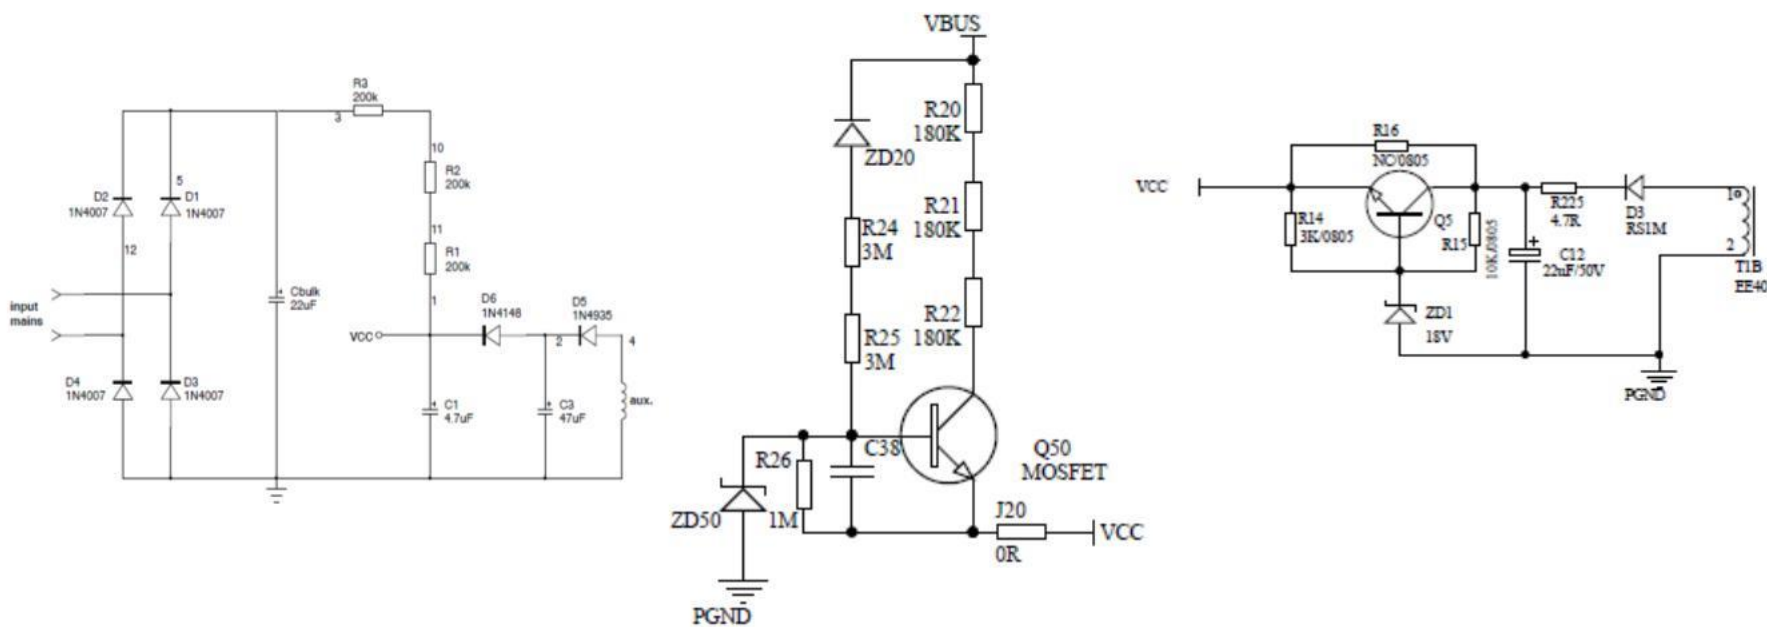 R3
200k
3
10
R2
200k
5
D2
1N4007
D1
1N4007
11
R1
200k
12
input
mains
Cbulk
22uF
1
D6
1N4148
D5
1N4935
VCC
2
4
D4
1N4007
D3
1N4007
C1
4.7uF
C3
47uF
aux.
VBUS
R20
180K
ZD20
R21
180K
R24
3M
R22
180K
R25
3M
C38
R26
1M
Q50
MOSFET
ZD50
J20
0R
VCC
PGND
R16
NC/0805
VCC
R14
3K/0805
Q5
R15
10K/0805
R225
4.7R
D3
RS1M
1
2
C12
22uF/50V
T1B
EE40
ZD1
18V
PGND